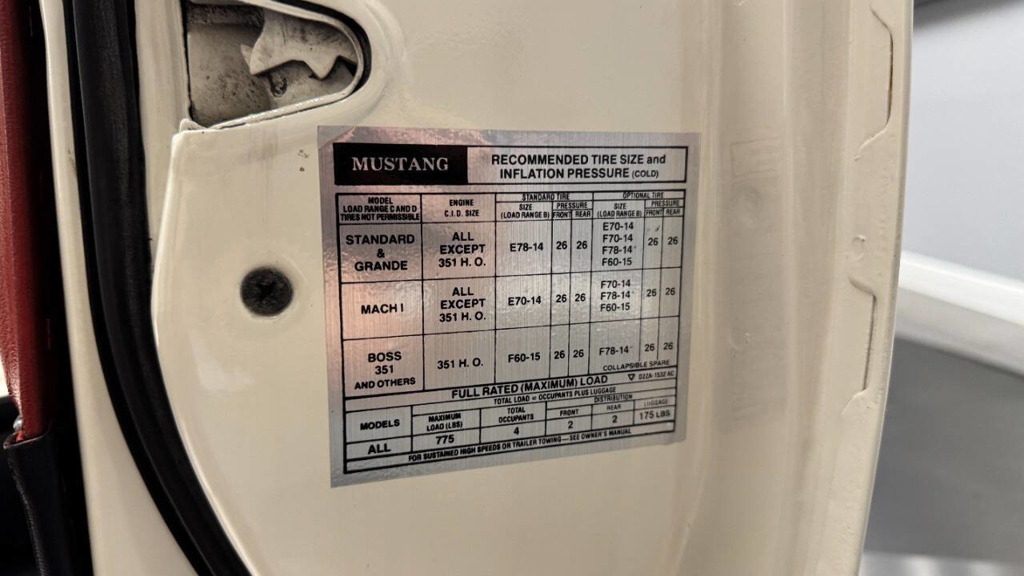 MUSTANG
RECOMMENDED TIRE SIZE and
INFLATION PRESSURE (COLD)
MODEL
LOAD RANGE C AND D
TIRES NOT PERMISSIBLE
ENGINE
C.I.D. SIZE
STANDARD TIRE
SIZE
(LOAD RANGE B)
PRESSURE
FRONT REAR
OPTIONAL TIRE
SIZE
(LOAD RANGE B)
PRESSURE
FRONT REAR
STANDARD
&
GRANDE
ALL
EXCEPT
351 H. O.
E78-14
26 26
E70-14
F70-14
F78-14*
F60-15
26 26
MACH I
ALL
EXCEPT
351 H. O.
E70-14
26 26
F70-14
F78-14*
F60-15
26 26
BOSS
351
AND OTHERS
351 H. O.
F60-15
26 26
F78-14*
26 26
COLLAPSIBLE SPARE
FULL RATED (MAXIMUM) LOAD
D2ZA-1532-AC
TOTAL LOAD = OCCUPANTS PLUS LUGGAGE
MODELS
MAXIMUM
LOAD (LBS)
TOTAL
OCCUPANTS
DISTRIBUTION
FRONT
REAR
LUGGAGE
ALL
775
4
2
2
175 LBS
FOR SUSTAINED HIGH SPEEDS OR TRAILER TOWING — SEE OWNER'S MANUAL